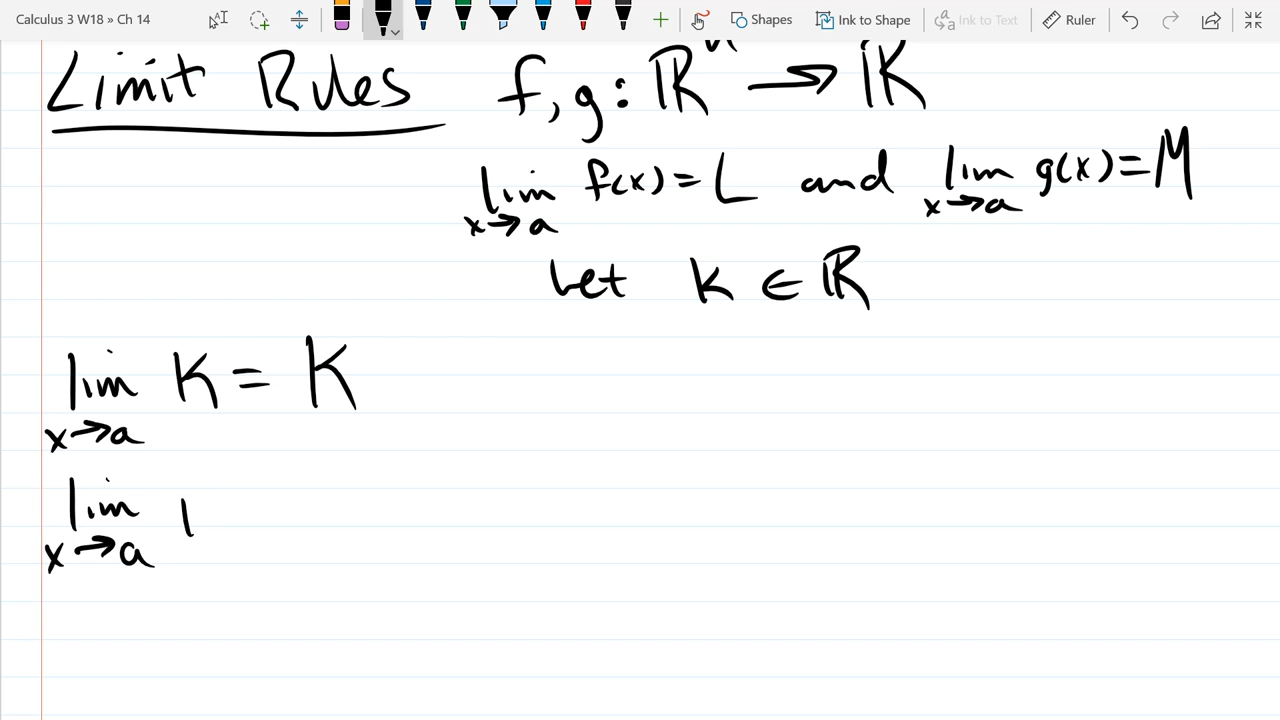 Calculus 3 W18 » Ch 14
Shapes
Ink to Shape
Ink to Text
Ruler
Limit Rules f, g : ℝⁿ → ℝ
lim x→a f(x) = L and lim x→a g(x) = M
Let k ∈ ℝ
lim x→a K = K
lim x→a